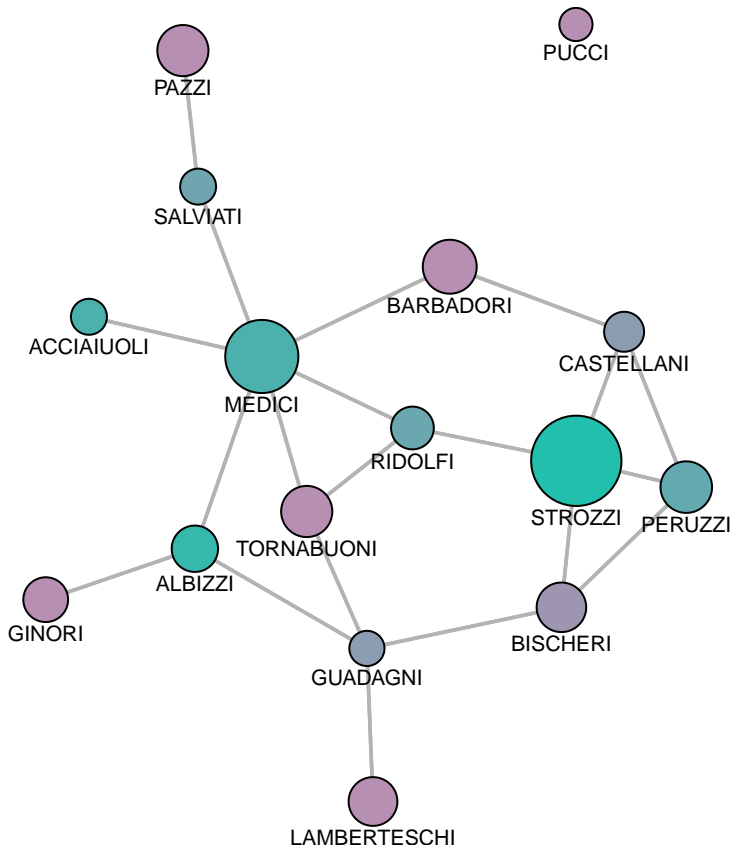 PUCCI
PAZZI
SALVIATI
BARBADORI
ACCIAIUOLI
CASTELLANI
MEDICI
RIDOLFI
STROZZI
PERUZZI
TORNABUONI
ALBIZZI
GINORI
BISCHERI
GUADAGNI
LAMBERTESCHI